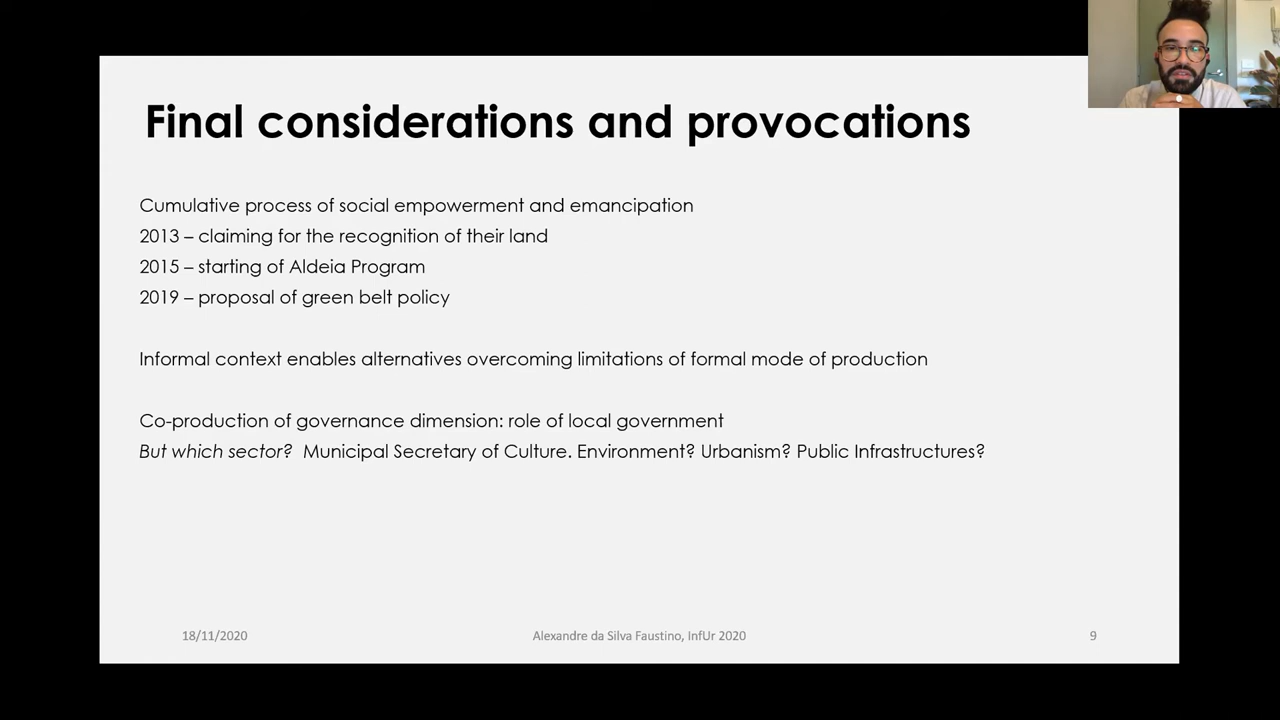 Final considerations and provocations
Cumulative process of social empowerment and emancipation
2013 – claiming for the recognition of their land
2015 – starting of Aldeia Program
2019 – proposal of green belt policy
Informal context enables alternatives overcoming limitations of formal mode of production
Co-production of governance dimension: role of local government
But which sector? Municipal Secretary of Culture. Environment? Urbanism? Public Infrastructures?
18/11/2020
Alexandre da Silva Faustino, InfUr 2020
9